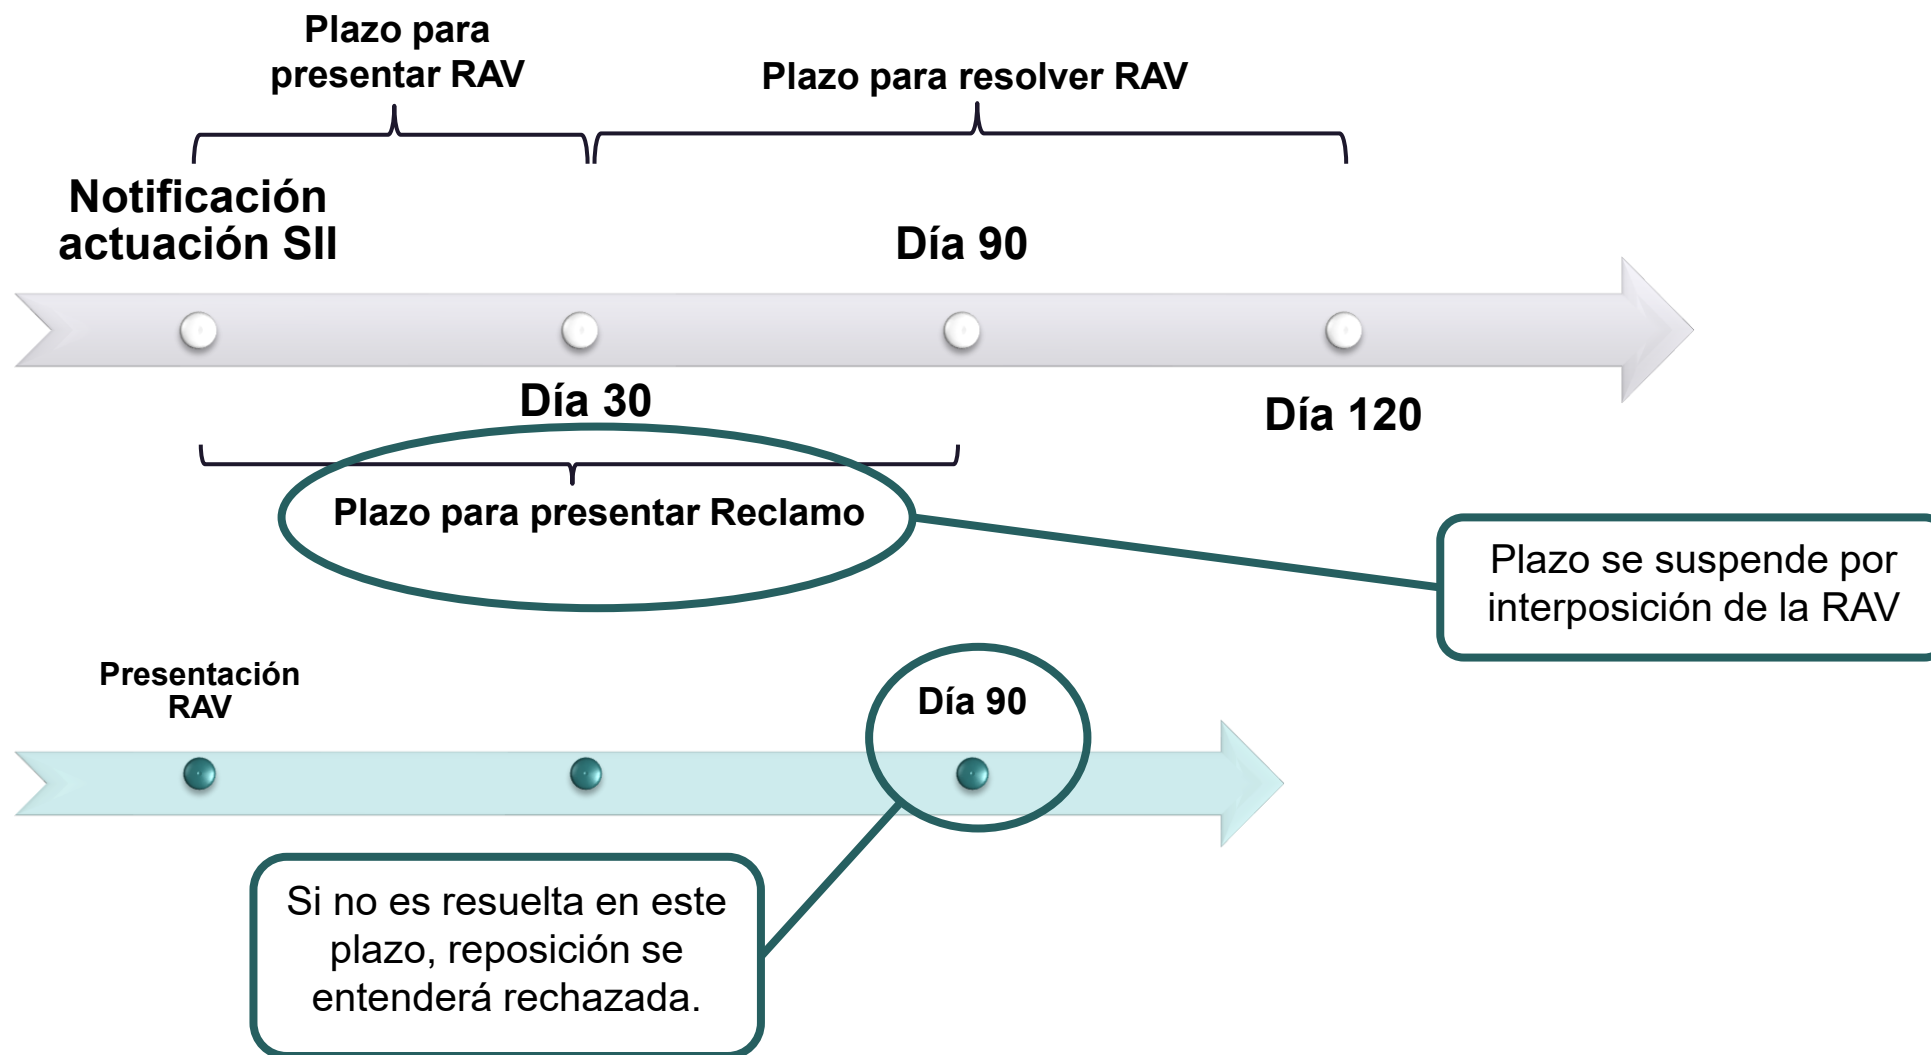 Plazo para
presentar RAV
Plazo para resolver RAV
Notificación
actuación SII
Día 90
Día 30
Día 120
Plazo para presentar Reclamo
Plazo se suspende por
interposición de la RAV
Presentación
RAV
Día 90
Si no es resuelta en este
plazo, reposición se
entenderá rechazada.